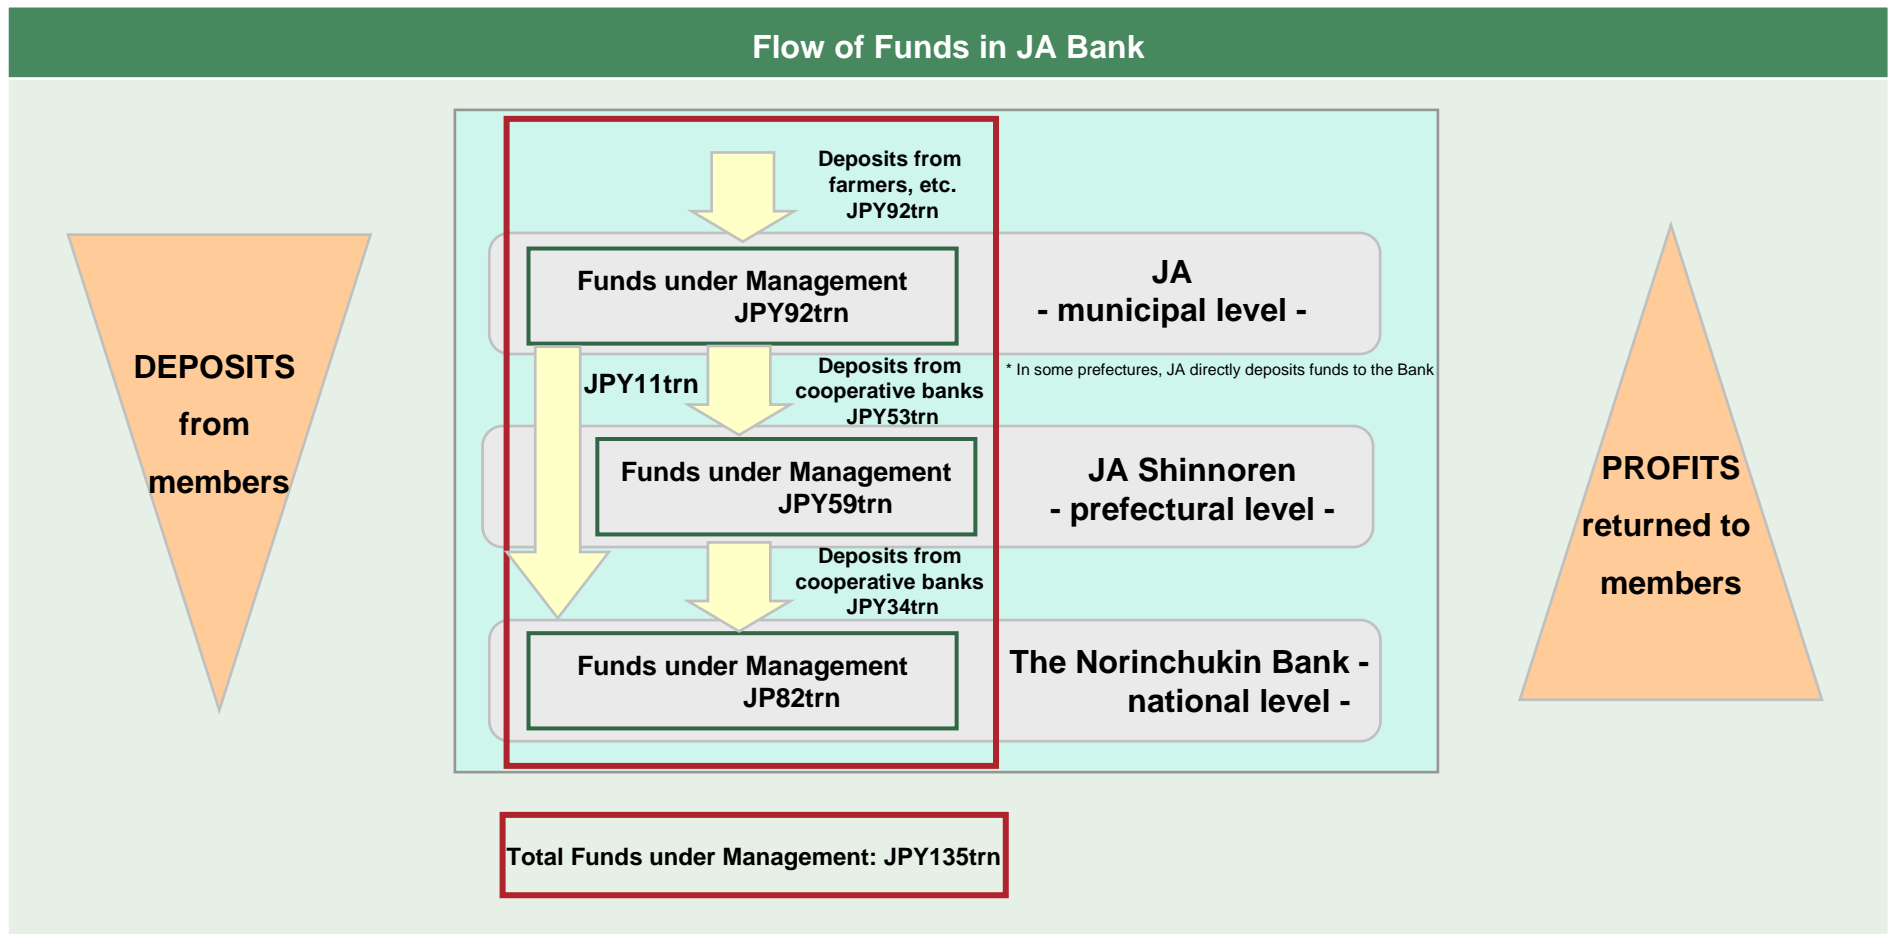 Flow of Funds in JA Bank
DEPOSITS
from
members
Deposits from
farmers, etc.
JPY92trn
Funds under Management
JPY92trn
JA
- municipal level -
JPY11trn
Deposits from
cooperative banks
JPY53trn
* In some prefectures, JA directly deposits funds to the Bank
Funds under Management
JPY59trn
JA Shinnoren
- prefectural level -
Deposits from
cooperative banks
JPY34trn
Funds under Management
JP82trn
The Norinchukin Bank -
national level -
PROFITS
returned to
members
Total Funds under Management: JPY135trn